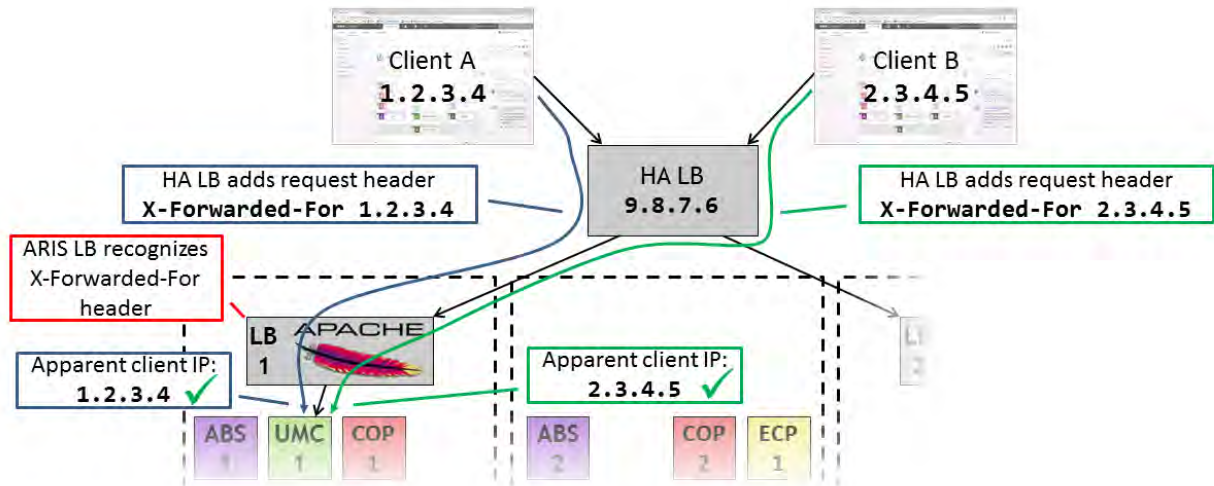 Client A
1.2.3.4
Client B
2.3.4.5
HA LB
9.8.7.6
HA LB adds request header
X-Forwarded-For 1.2.3.4
HA LB adds request header
X-Forwarded-For 2.3.4.5
ARIS LB recognizes
X-Forwarded-For
header
LB
1
APACHE
LB
2
Apparent client IP:
1.2.3.4
Apparent client IP:
2.3.4.5
ABS
1
UMC
1
COP
1
ABS
2
COP
2
ECP
1